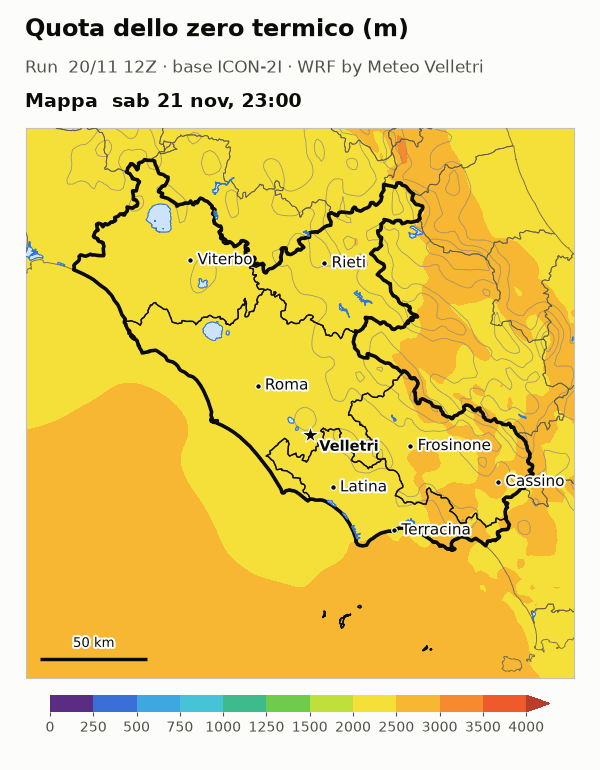 Quota dello zero termico (m)
Run  20/11 12Z · base ICON-2I · WRF by Meteo Velletri
Mappa  sab 21 nov, 23:00
Viterbo
Rieti
Roma
Velletri
Frosinone
Latina
Cassino
Terracina
50 km
0 250 500 750 1000 1250 1500 2000 2500 3000 3500 4000